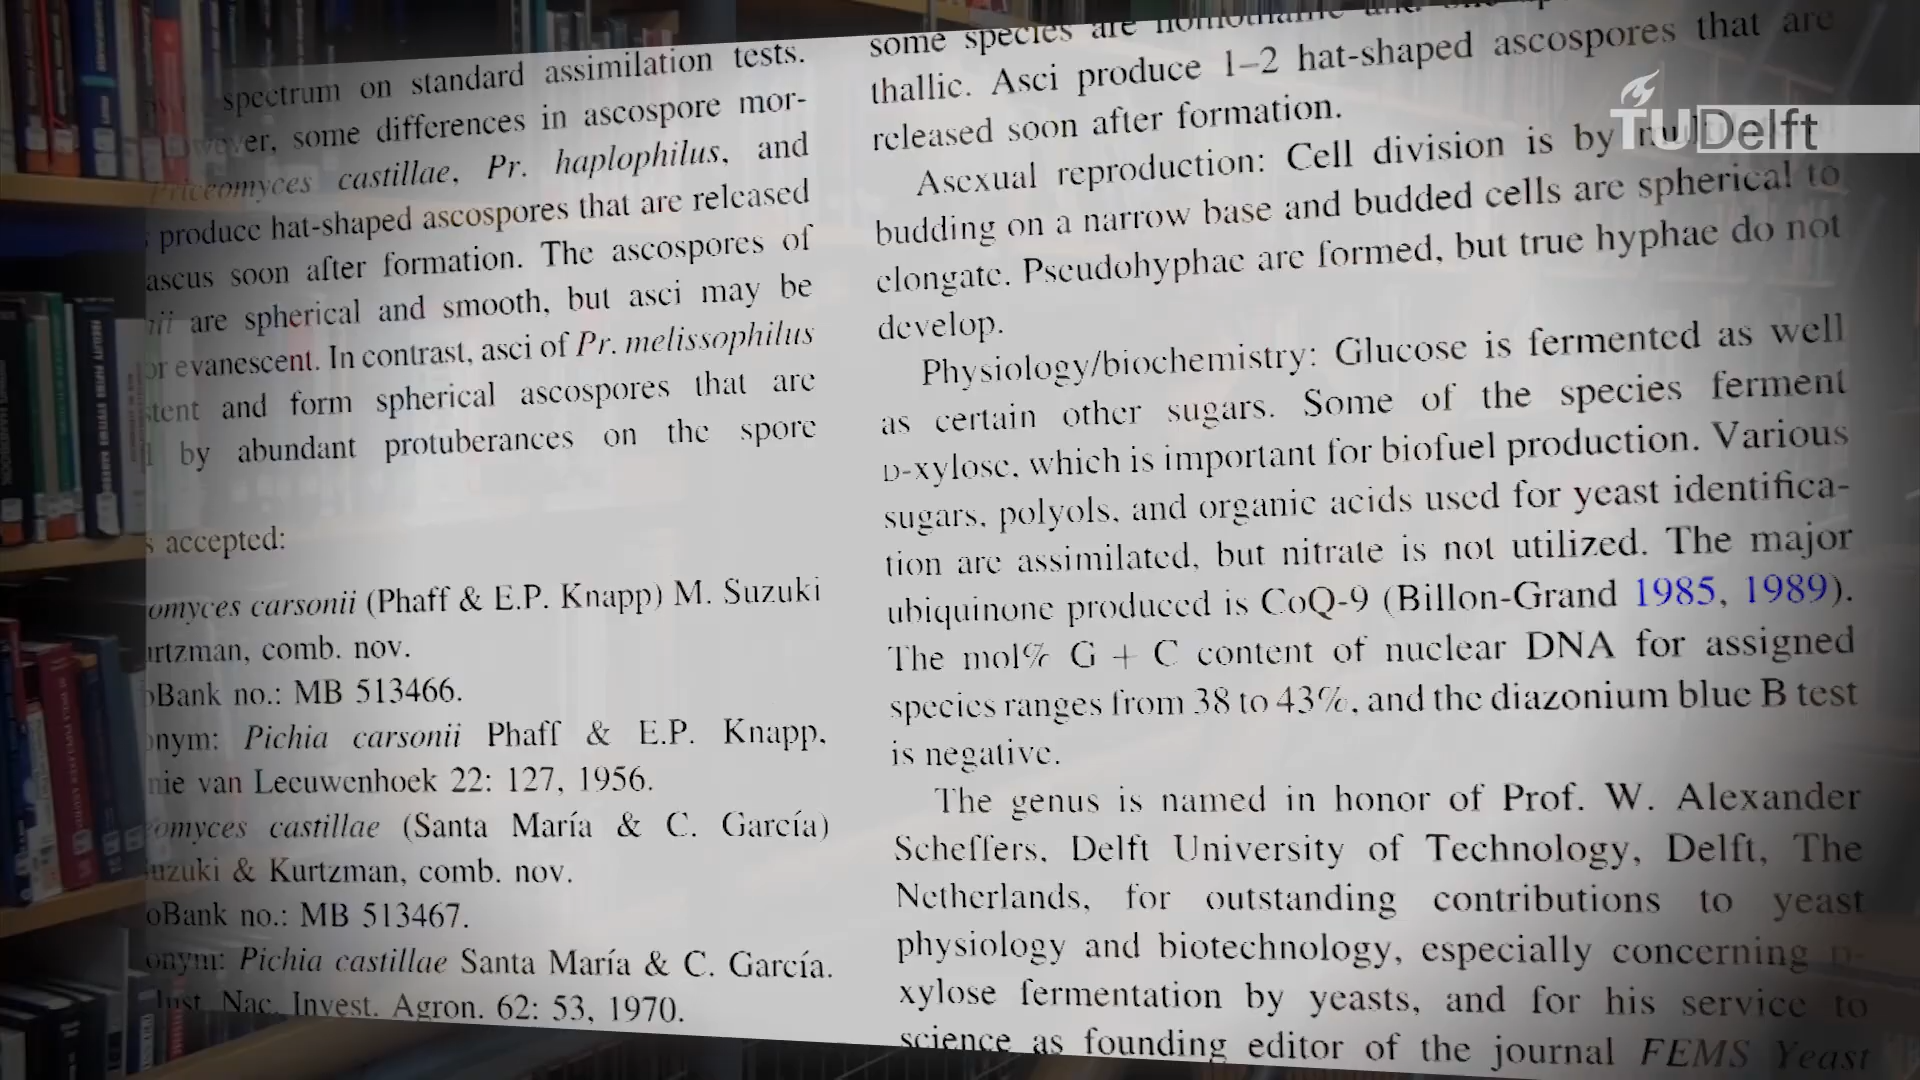 spectrum on standard assimilation tests.
some differences in ascospore mor-
Priceomyces castillae, Pr. haplophilus, and
produce hat-shaped ascospores that are released
ascus soon after formation. The ascospores of
are spherical and smooth, but asci may be
or evanescent. In contrast, asci of Pr. melissophilus
and form spherical ascospores that are
by abundant protuberances on the spore
accepted:
omyces carsonii (Phaff & E.P. Knapp) M. Suzuki
urtzman, comb. nov.
oBank no.: MB 513466.
onym: Pichia carsonii Phaff & E.P. Knapp,
nie van Leeuwenhoek 22: 127, 1956.
omyces castillae (Santa María & C. García)
uzuki & Kurtzman, comb. nov.
oBank no.: MB 513467.
onym: Pichia castillae Santa María & C. García.
Inst. Nac. Invest. Agron. 62: 53, 1970.
some species are homothallic and
thallic. Asci produce 1–2 hat-shaped ascospores that are
released soon after formation.
Asexual reproduction: Cell division is by
budding on a narrow base and budded cells are spherical to
elongate. Pseudohyphae are formed, but true hyphae do not
develop.
Physiology/biochemistry: Glucose is fermented as well
as certain other sugars. Some of the species ferment
D-xylose, which is important for biofuel production. Various
sugars, polyols, and organic acids used for yeast identifica-
tion are assimilated, but nitrate is not utilized. The major
ubiquinone produced is CoQ-9 (Billon-Grand 1985, 1989).
The mol% G + C content of nuclear DNA for assigned
species ranges from 38 to 43%, and the diazonium blue B test
is negative.
The genus is named in honor of Prof. W. Alexander
Scheffers, Delft University of Technology, Delft, The
Netherlands, for outstanding contributions to yeast
physiology and biotechnology, especially concerning D-
xylose fermentation by yeasts, and for his service to
science as founding editor of the journal FEMS Yeast
TUDelft